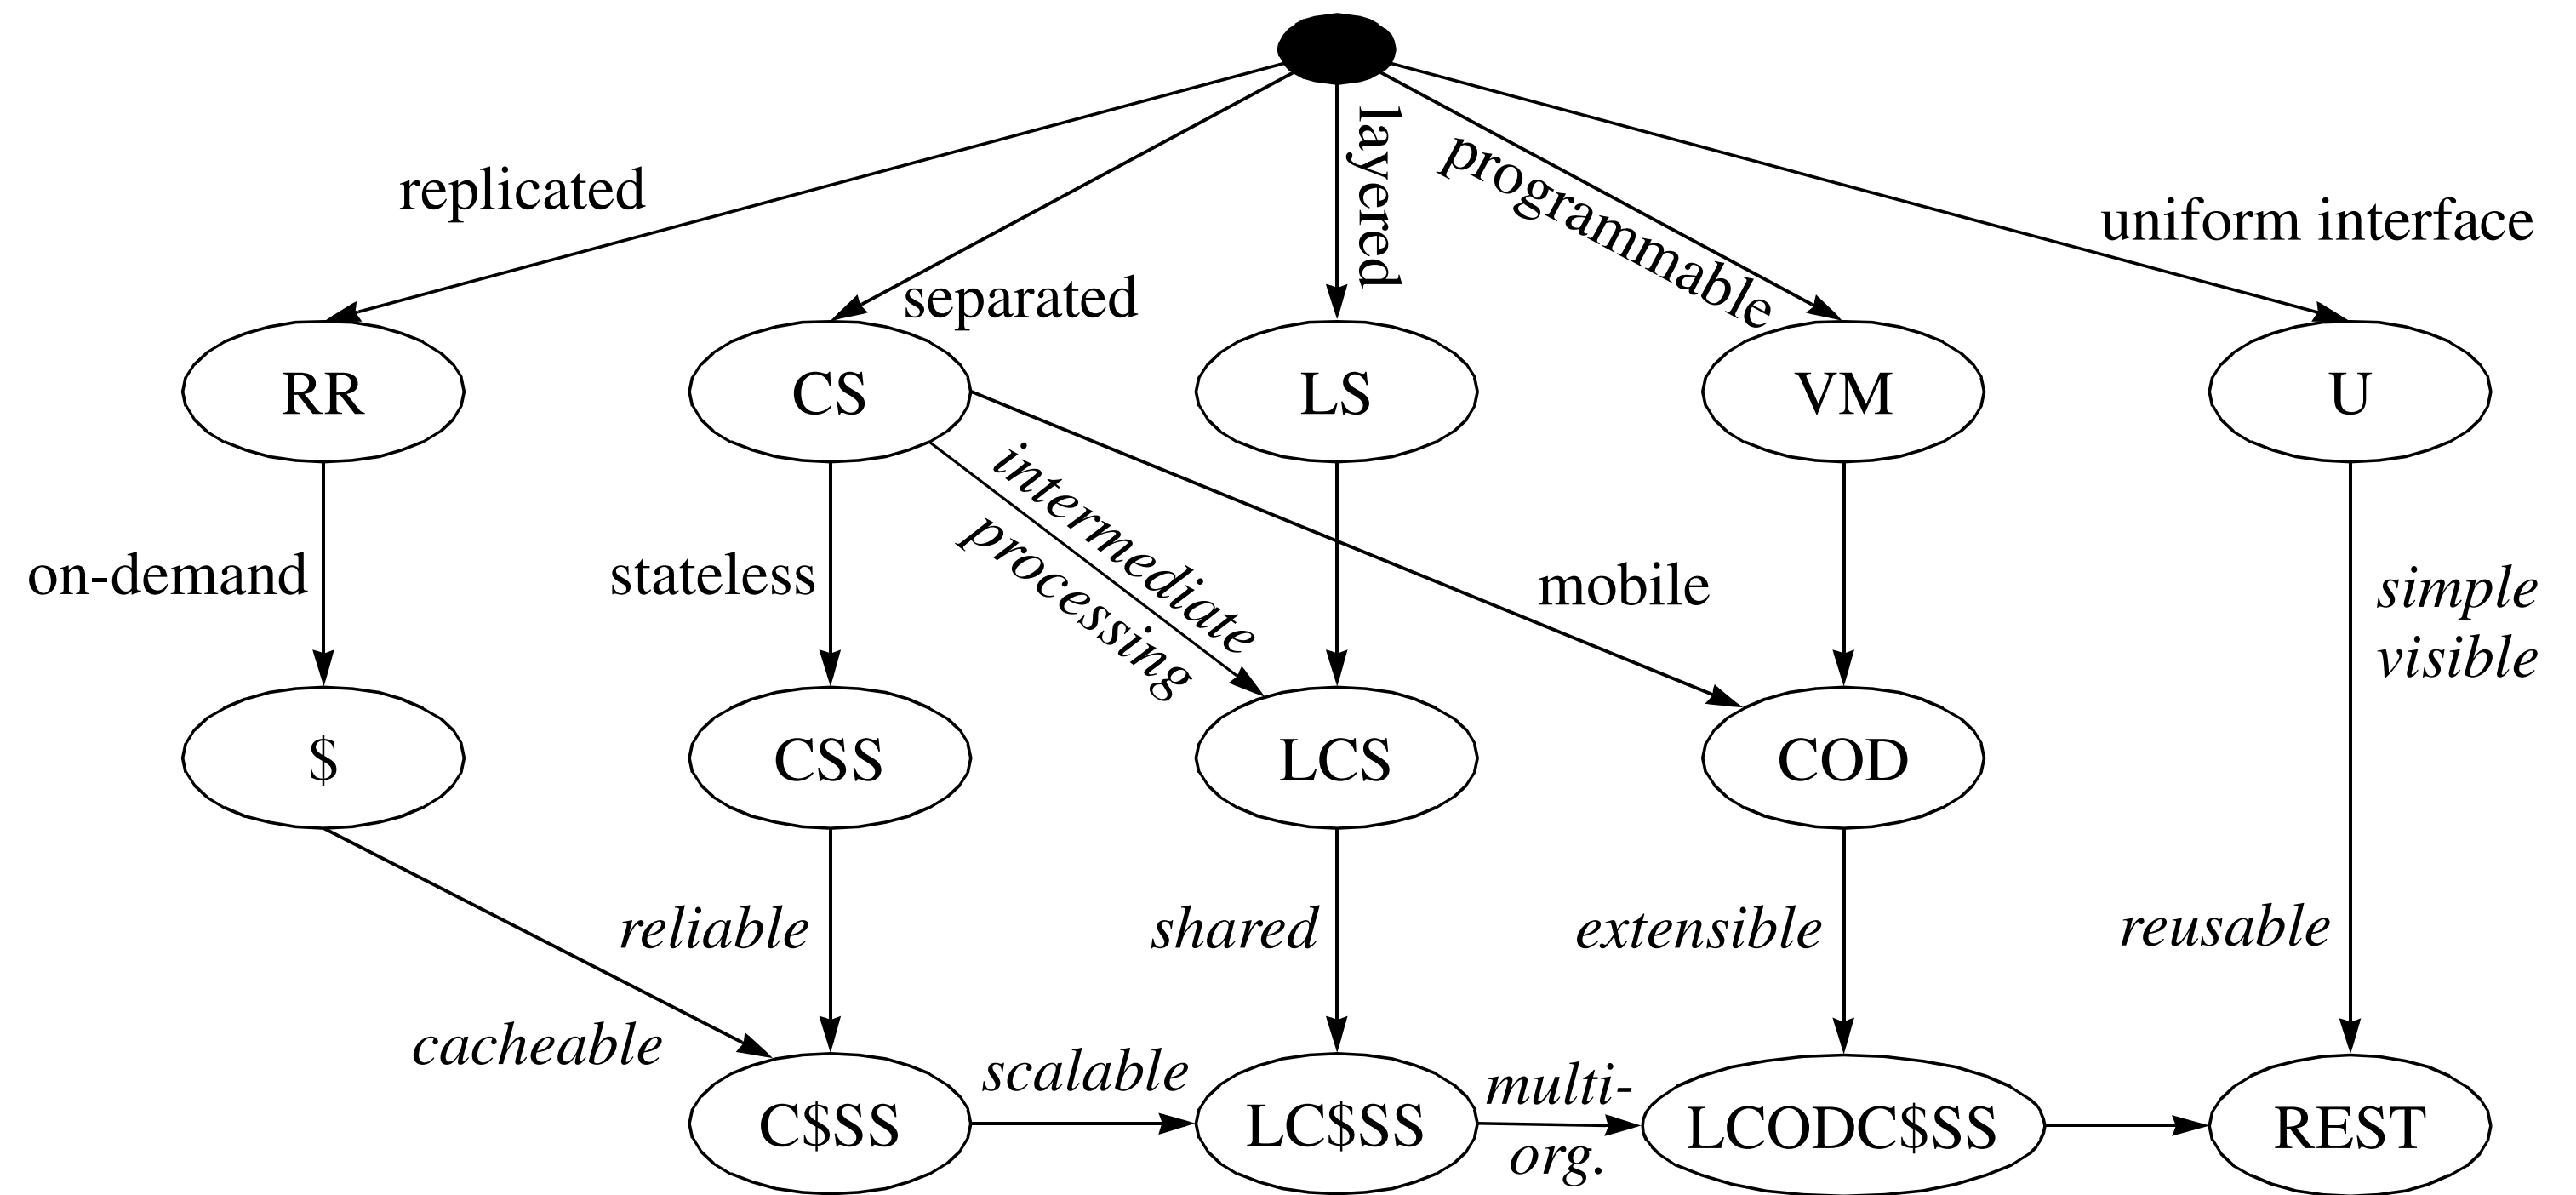 layered
programmable
replicated
uniform interface
separated
RR
CS
LS
VM
U
intermediate
processing
on-demand
stateless
mobile
simple
visible
$
CSS
LCS
COD
reliable
shared
extensible
reusable
cacheable
scalable
multi-
org.
C$SS
LC$SS
LCODC$SS
REST